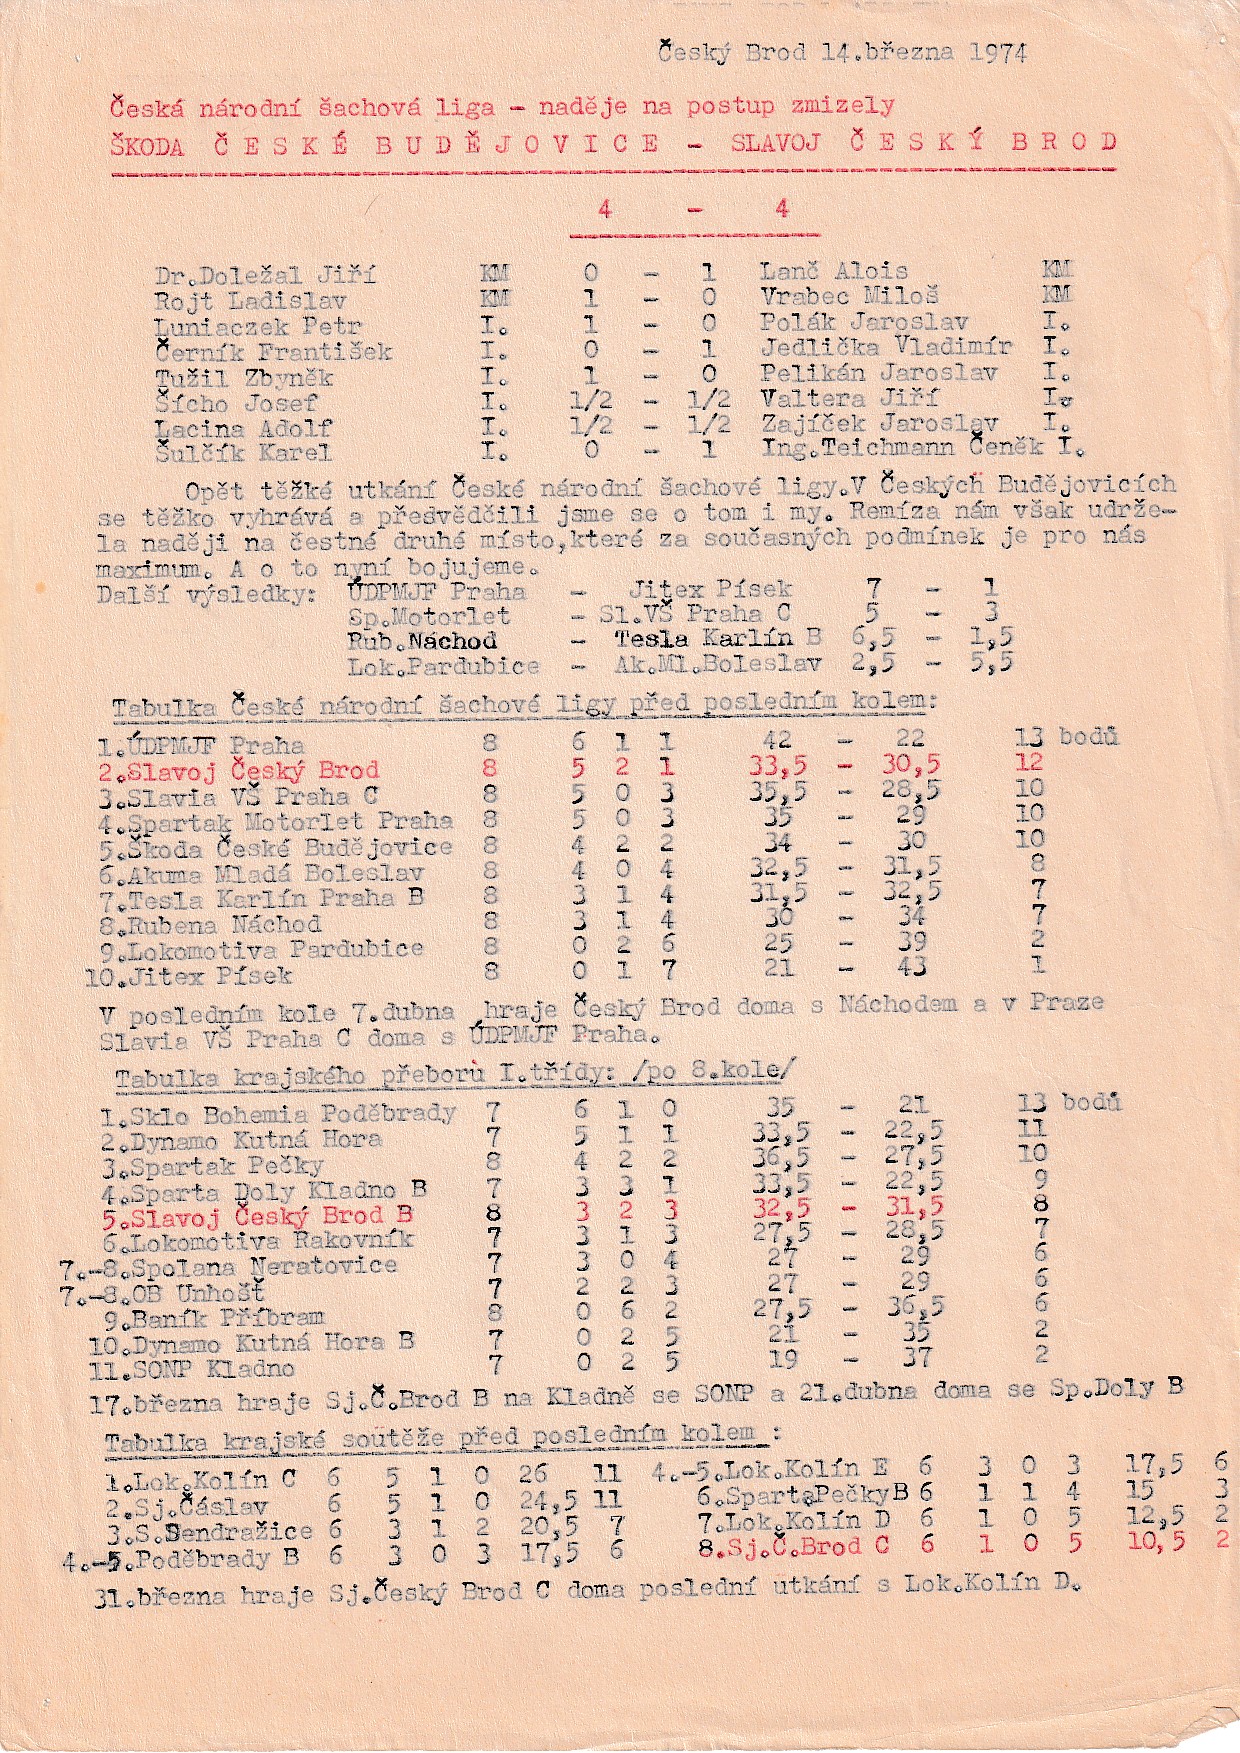 Český Brod 14.března 1974
Česká národní šachová liga - naděje na postup zmizely
ŠKODA ČESKÉ BUDĚJOVICE - SLAVOJ ČESKÝ BROD
4 - 4
Dr.Doležal Jiří KM 0 - 1 Lanč Alois KM
Rojt Ladislav KM 1 - 0 Vrabec Miloš KM
Luniaczek Petr I. 1 - 0 Polák Jaroslav I.
Černík František I. 0 - 1 Jedlička Vladimír I.
Tužil Zbyněk I. 1 - 0 Pelikán Jaroslav I.
Šícho Josef I. 1/2 - 1/2 Valtera Jiří I.
Lacina Adolf I. 1/2 - 1/2 Zajíček Jaroslav I.
Šulčík Karel I. 0 - 1 Ing.Teichmann Čeněk I.
Opět těžké utkání České národní šachové ligy.V Českých Budějovicích
se těžko vyhrává a předvědčili jsme se o tom i my. Remíza nám však udrže-
la naději na čestné druhé místo,které za současných podmínek je pro nás
maximum. A o to nyní bojujeme.
Další výsledky: ÚDPMJF Praha - Jitex Písek 7 - 1
Sp.Motorlet - Sl.VŠ Praha C 5 - 3
Rub.Náchod - Tesla Karlín B 6,5 - 1,5
Lok.Pardubice - Ak.Ml.Boleslav 2,5 - 5,5
Tabulka České národní šachové ligy před posledním kolem:
1.ÚDPMJF Praha 8 6 1 1 42 - 22 13 bodů
2.Slavoj Český Brod 8 5 2 1 33,5 - 30,5 12
3.Slavia VŠ Praha C 8 5 0 3 35,5 - 28,5 10
4.Spartak Motorlet Praha 8 5 0 3 35 - 29 10
5.Škoda České Budějovice 8 4 2 2 34 - 30 10
6.Akuma Mladá Boleslav 8 4 0 4 32,5 - 31,5 8
7.Tesla Karlín Praha B 8 3 1 4 31,5 - 32,5 7
8.Rubena Náchod 8 3 1 4 30 - 34 7
9.Lokomotiva Pardubice 8 0 2 6 25 - 39 2
10.Jitex Písek 8 0 1 7 21 - 43 1
V posledním kole 7.dubna hraje Český Brod doma s Náchodem a v Praze
Slavia VŠ Praha C doma s ÚDPMJF Praha.
Tabulka krajského přeborů I.třídy: /po 8.kole/
1.Sklo Bohemia Poděbrady 7 6 1 0 35 - 21 13 bodů
2.Dynamo Kutná Hora 7 5 1 1 33,5 - 22,5 11
3.Spartak Pečky 8 4 2 2 36,5 - 27,5 10
4.Sparta Doly Kladno B 7 3 3 1 33,5 - 22,5 9
5.Slavoj Český Brod B 8 3 2 3 32,5 - 31,5 8
6.Lokomotiva Rakovník 7 3 1 3 27,5 - 28,5 7
7.-8.Spolana Neratovice 7 3 0 4 27 - 29 6
7.-8.OB Unhošť 7 2 2 3 27 - 29 6
9.Baník Příbram 8 0 6 2 27,5 - 36,5 6
10.Dynamo Kutná Hora B 7 0 2 5 21 - 35 2
11.SONP Kladno 7 0 2 5 19 - 37 2
17.března hraje Sj.Č.Brod B na Kladně se SONP a 21.dubna doma se Sp.Doly B
Tabulka krajské soutěže před posledním kolem :
1.Lok.Kolín C 6 5 1 0 26 11 4.-5.Lok.Kolín E 6 3 0 3 17,5 6
2.Sj.Čáslav 6 5 1 0 24,5 11 6.SpartaPečkyB 6 1 1 4 15 3
3.S.Sendražice 6 3 1 2 20,5 7 7.Lok.Kolín D 6 1 0 5 12,5 2
4.-5.Poděbrady B 6 3 0 3 17,5 6 8.Sj.Č.Brod C 6 1 0 5 10,5 2
31.března hraje Sj.Český Brod C doma poslední utkání s Lok.Kolín D.